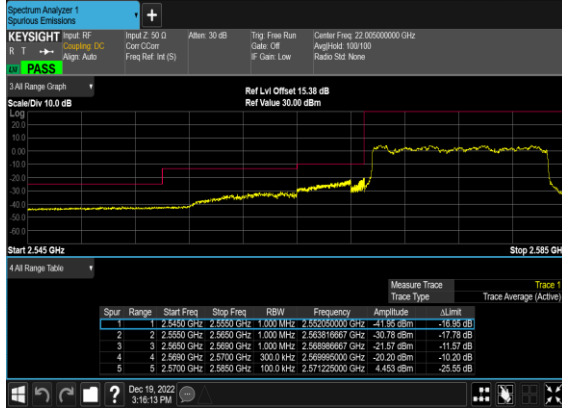 Spectrum Analyzer 1
Spurious Emissions
KEYSIGHT Input: RF Input Z: 50 Ω Atten: 30 dB Trig: Free Run Center Freq: 22.005000000 GHz
R T Coupling: DC Corr CCorr Gate: Off Avg|Hold: 100/100
Align: Auto Freq Ref: Int (S) IF Gain: Low Radio Std: None
PASS
3 All Range Graph
Ref Lvl Offset 15.38 dB
Scale/Div 10.0 dB Ref Value 30.00 dBm
Log
20.0
10.0
0.00
-10.0
-20.0
-30.0
-40.0
-50.0
-60.0
Start 2.545 GHz Stop 2.585 GH
4 All Range Table
Measure Trace Trace 1
Trace Type Trace Average (Active)
Spur Range Start Freq Stop Freq RBW Frequency Amplitude ΔLimit
1 1 2.5450 GHz 2.5550 GHz 1.000 MHz 2.552050000 GHz -41.95 dBm -16.95 dB
2 2 2.5550 GHz 2.5650 GHz 1.000 MHz 2.563816667 GHz -30.78 dBm -17.78 dB
3 3 2.5650 GHz 2.5690 GHz 1.000 MHz 2.568986667 GHz -21.57 dBm -11.57 dB
4 4 2.5690 GHz 2.5700 GHz 300.0 kHz 2.569995000 GHz -20.20 dBm -10.20 dB
5 5 2.5700 GHz 2.5850 GHz 100.0 kHz 2.571225000 GHz 4.453 dBm -25.55 dB
? Dec 19, 2022
3:16:13 PM